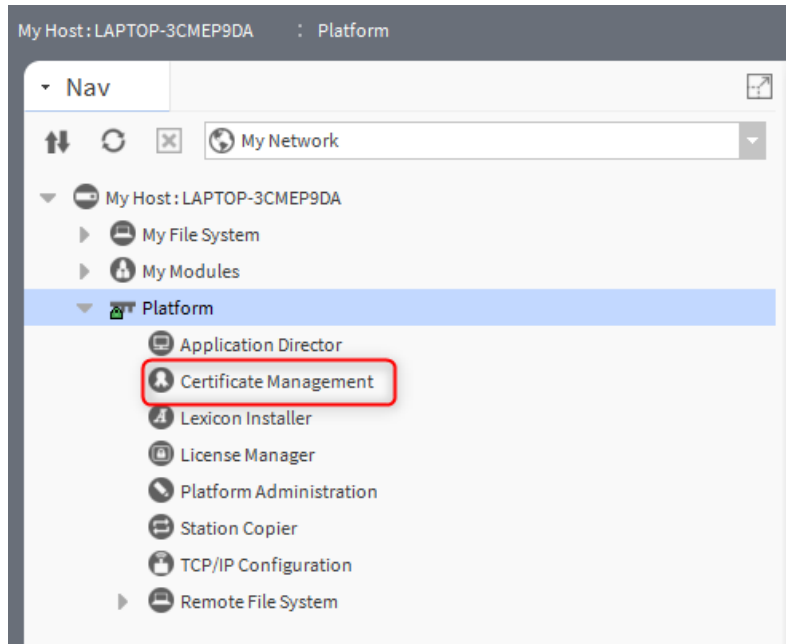 My Host : LAPTOP-3CMEP9DA : Platform
Nav
My Network
My Host : LAPTOP-3CMEP9DA
My File System
My Modules
Platform
Application Director
Certificate Management
Lexicon Installer
License Manager
Platform Administration
Station Copier
TCP/IP Configuration
Remote File System